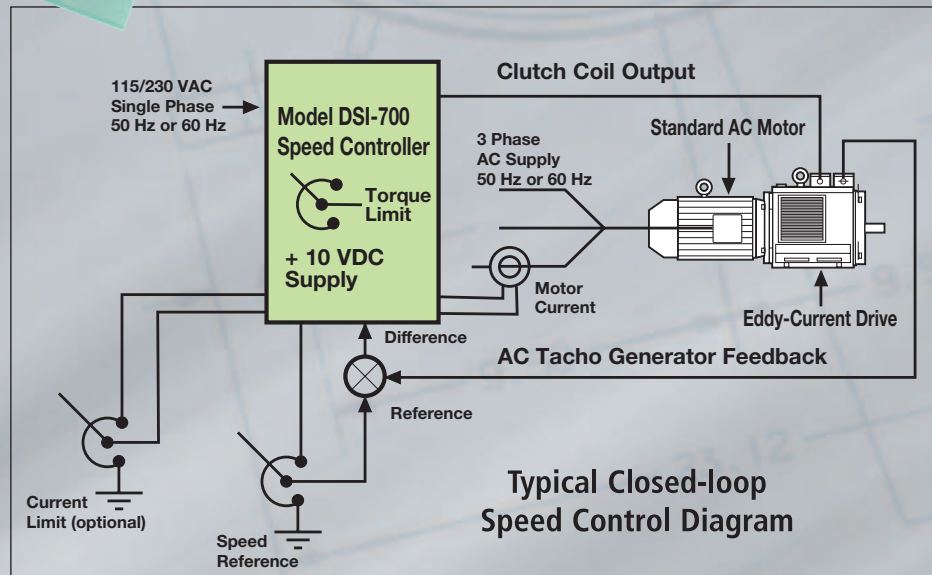 115/230 VAC
Single Phase
50 Hz or 60 Hz
Model DSI-700
Speed Controller
Torque
Limit
+ 10 VDC
Supply
Clutch Coil Output
3 Phase
AC Supply
50 Hz or 60 Hz
Standard AC Motor
Motor
Current
Eddy-Current Drive
Difference
AC Tacho Generator Feedback
Reference
Current
Limit (optional)
Speed
Reference
Typical Closed-loop
Speed Control Diagram
23.12